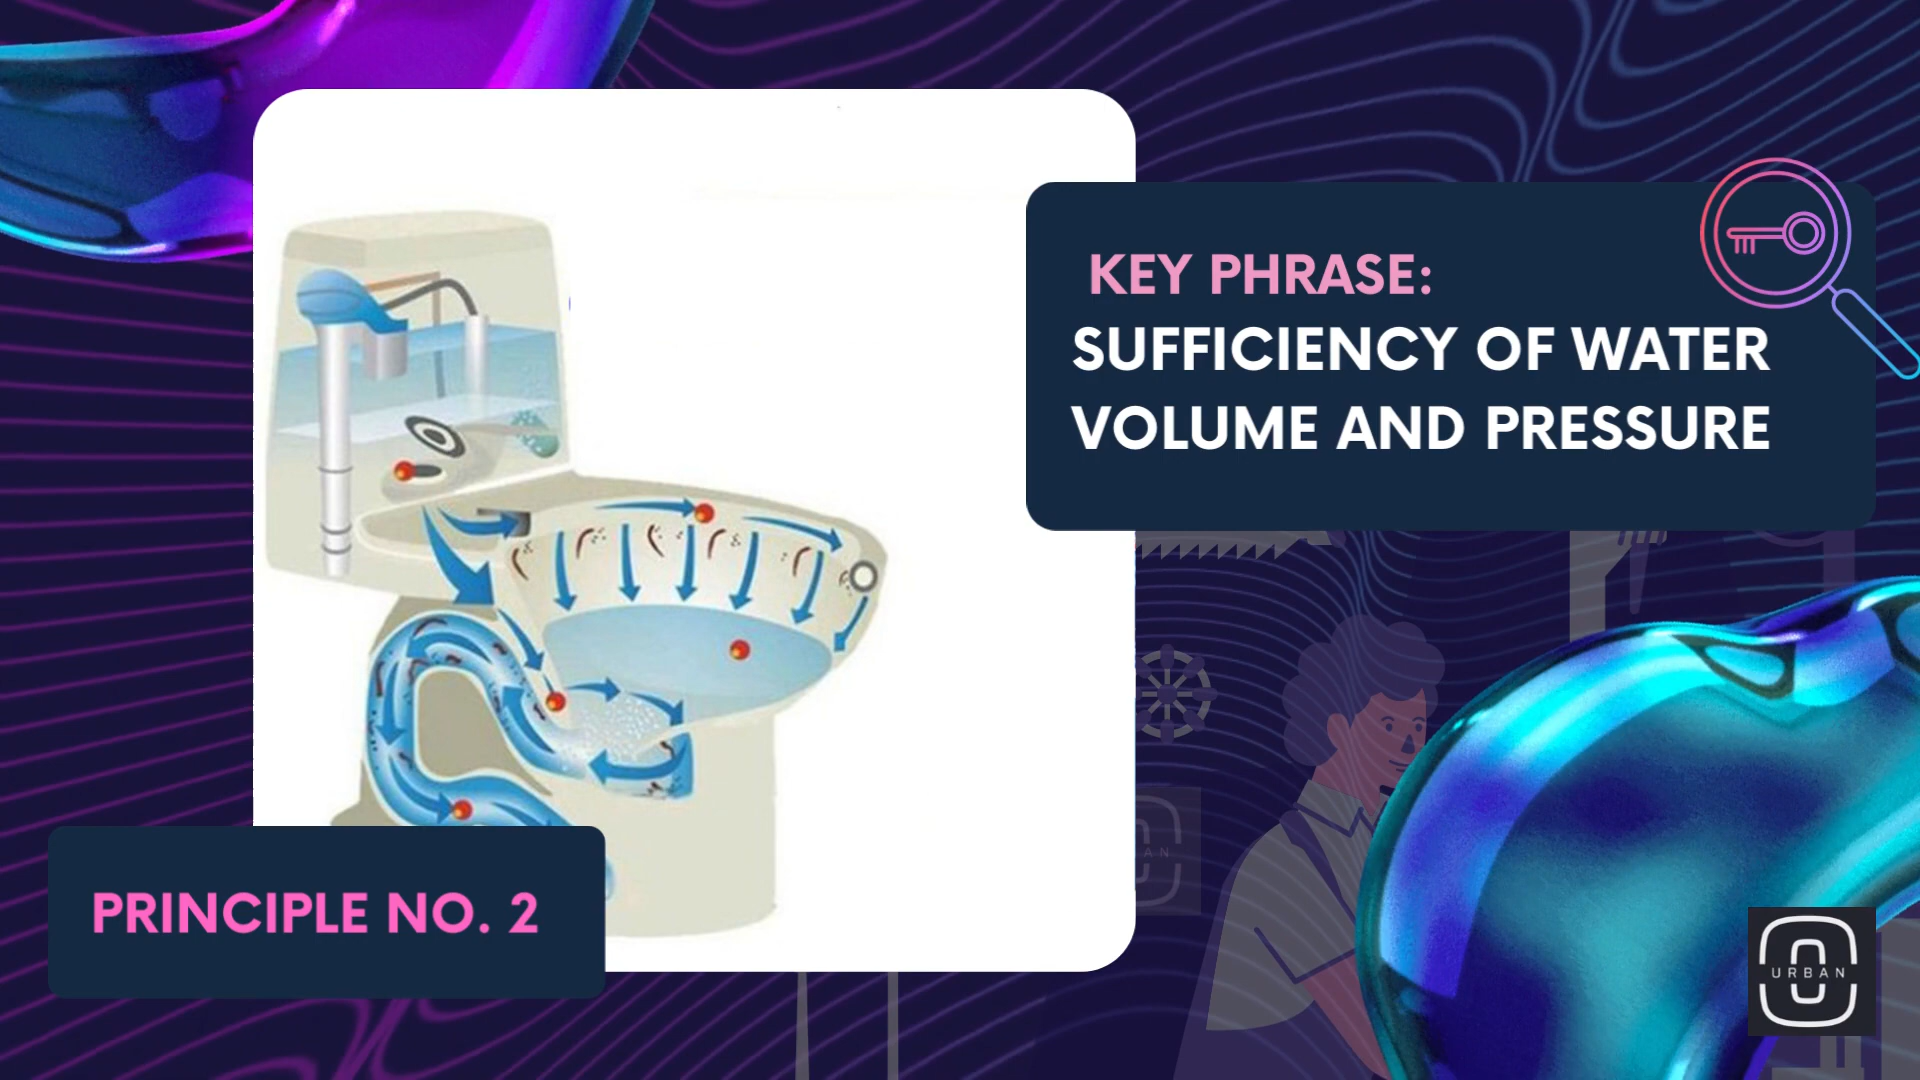 KEY PHRASE:
SUFFICIENCY OF WATER
VOLUME AND PRESSURE
PRINCIPLE NO. 2
URBAN